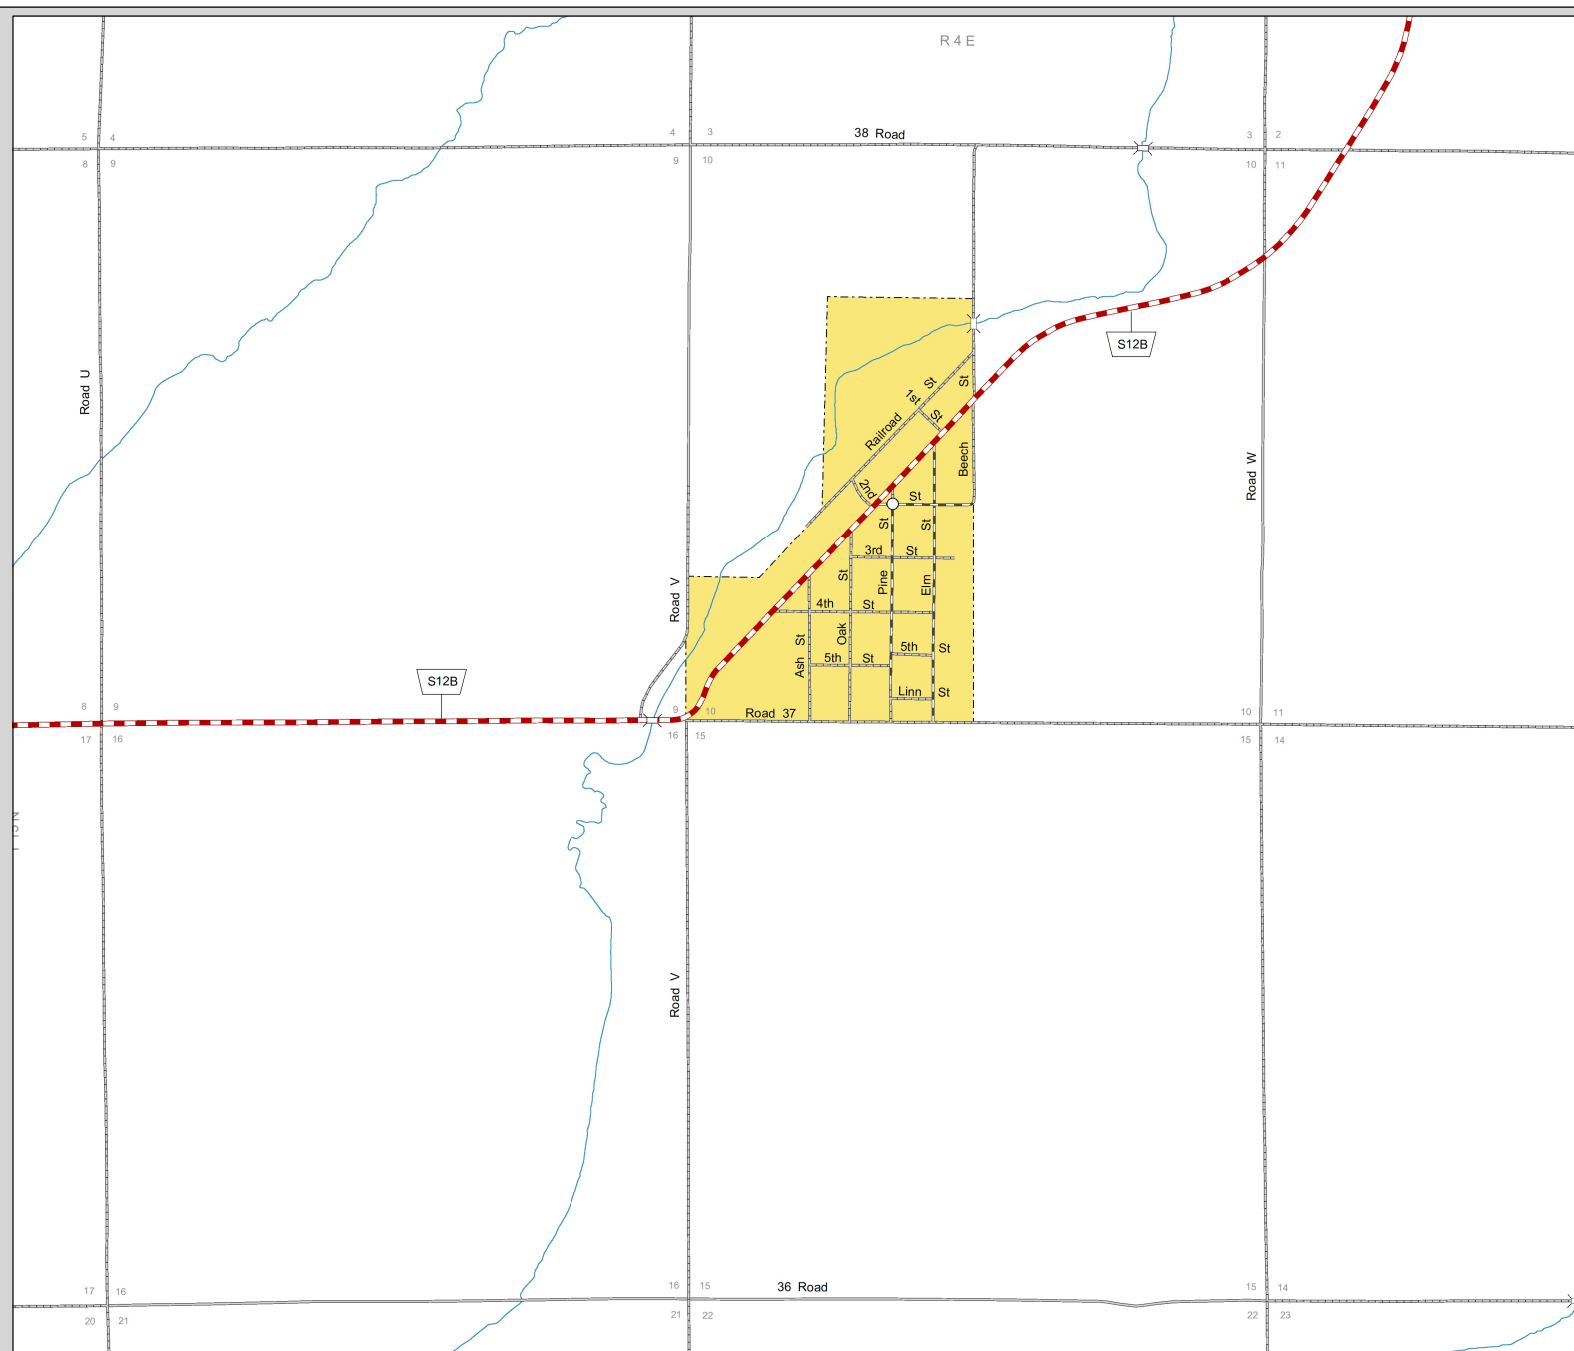 R 4 E
5 4
4 3
38 Road
3 2
8 9
9 10
10 11
S12B
Road U
Railroad St
1st St
Beech St
Road W
2nd St
3rd St
Road V
Pine St
Elm St
4th St
Oak St
Ash St
5th St
5th St
Linn St
S12B
8 9
9 10
Road 37
10 11
17 16
16 15
15 14
Road V
36 Road
17 16
16 15
15 14
20 21
21 22
22 23